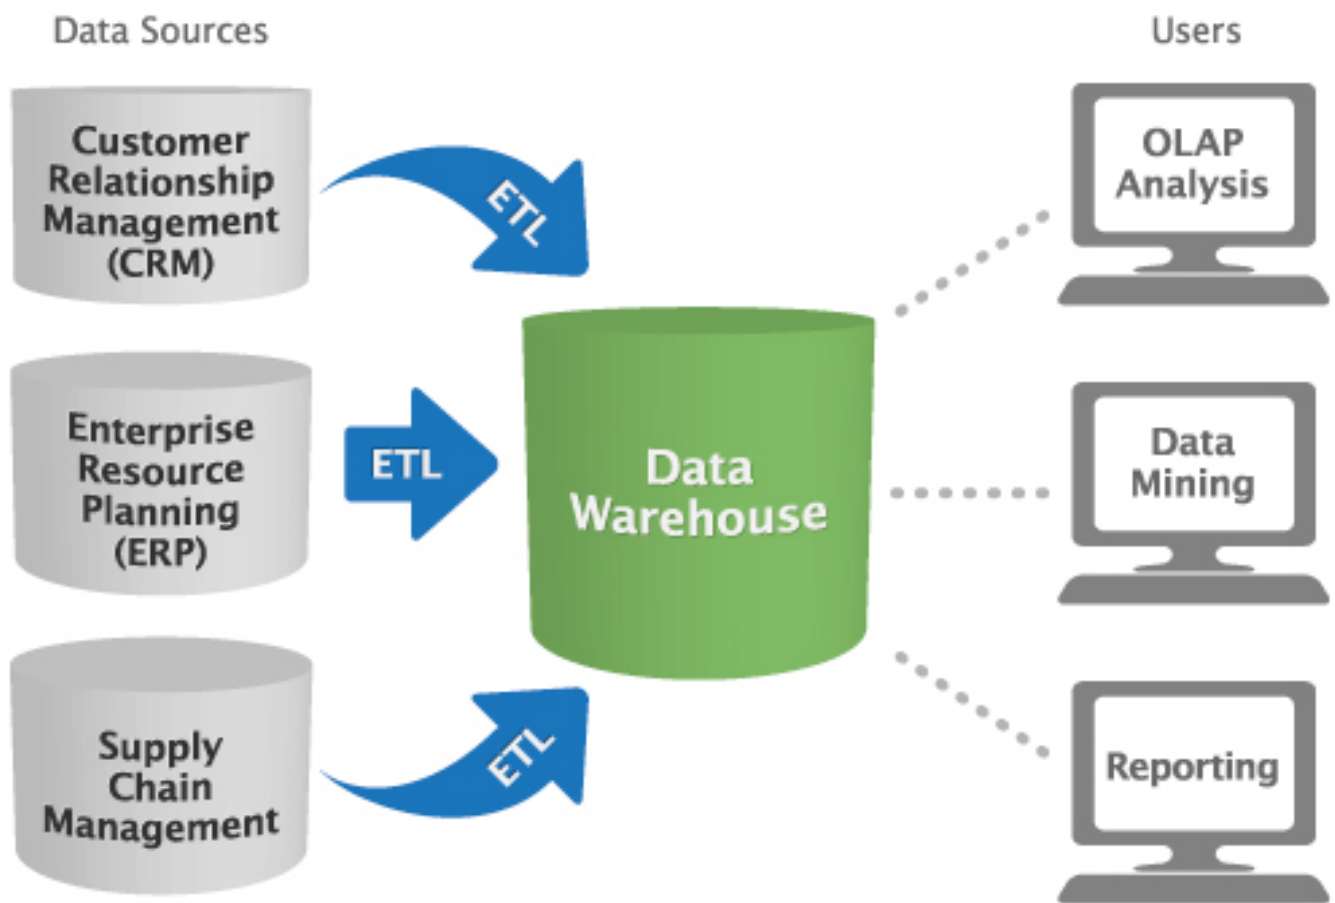 Data Sources
Users
Customer
Relationship
Management
(CRM)
ETL
OLAP
Analysis
Enterprise
Resource
Planning
(ERP)
ETL
Data
Warehouse
Data
Mining
Supply
Chain
Management
ETL
Reporting